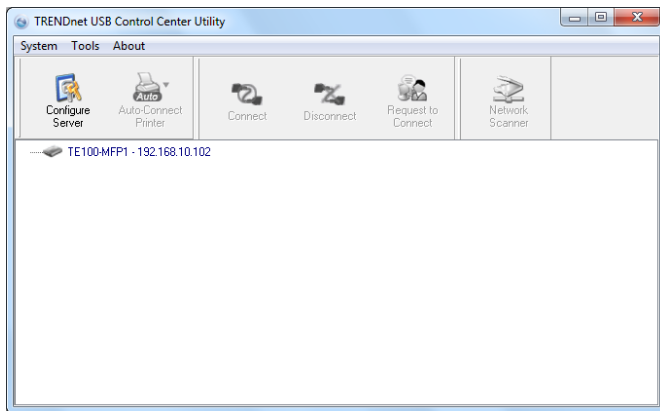 TRENDnet USB Control Center Utility
System Tools About
Configure Server
Auto
Auto-Connect Printer
Connect
Disconnect
Request to Connect
Network Scanner
TE100-MFP1 - 192.168.10.102